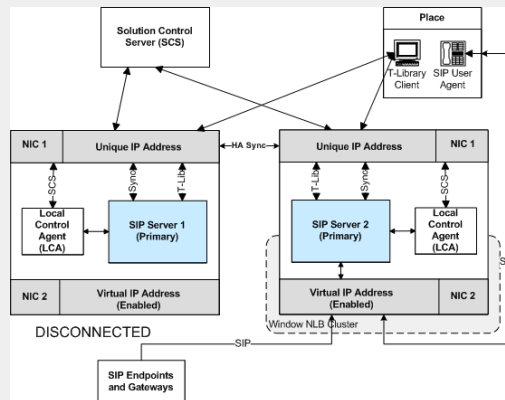 Solution Control
Server (SCS)
Place
T-Library
Client
SIP User
Agent
NIC 1
Unique IP Address
HA Sync
Unique IP Address
NIC 1
SCS
Sync
T-Lib
T-Lib
Sync
SCS
Local
Control
Agent
(LCA)
SIP Server 1
(Primary)
SIP Server 2
(Primary)
Local
Control
Agent
(LCA)
NIC 2
Virtual IP Address
(Enabled)
Virtual IP Address
(Enabled)
NIC 2
Window NLB Cluster
DISCONNECTED
SIP
SIP Endpoints
and Gateways